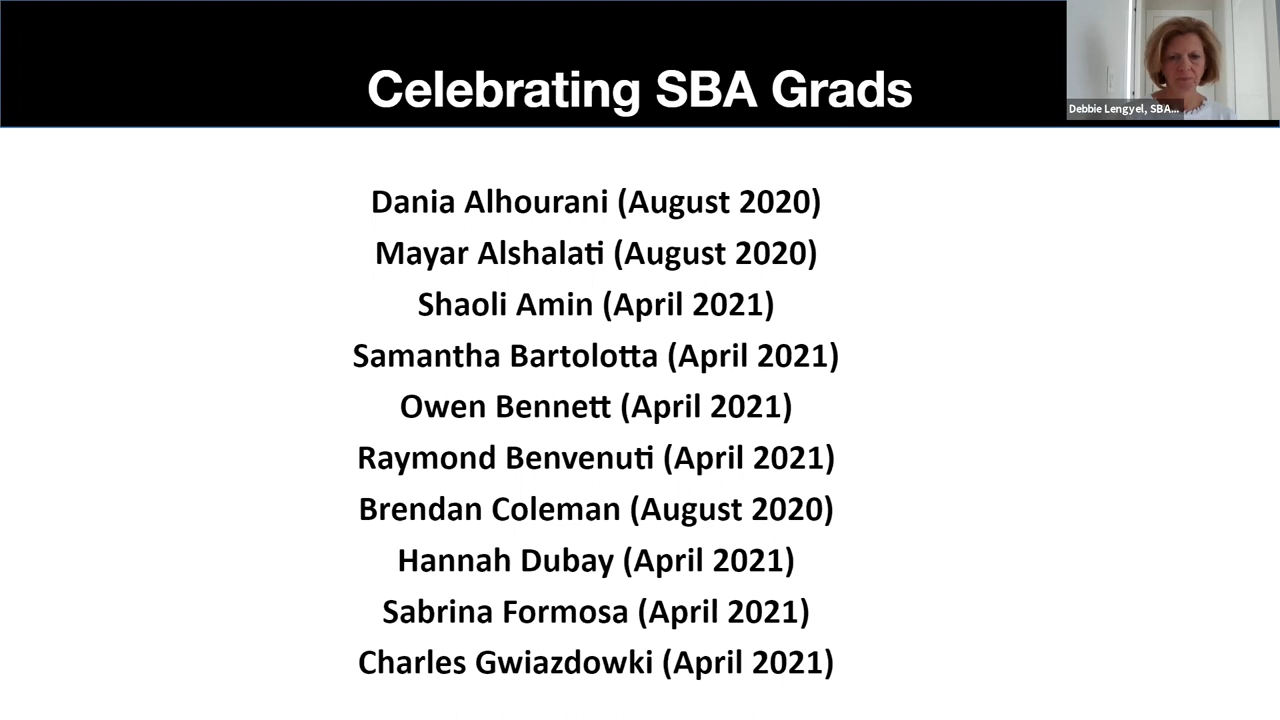 Celebrating SBA Grads
Debbie Lengyel, SBA...
Dania Alhourani (August 2020)
Mayar Alshalati (August 2020)
Shaoli Amin (April 2021)
Samantha Bartolotta (April 2021)
Owen Bennett (April 2021)
Raymond Benvenuti (April 2021)
Brendan Coleman (August 2020)
Hannah Dubay (April 2021)
Sabrina Formosa (April 2021)
Charles Gwiazdowki (April 2021)